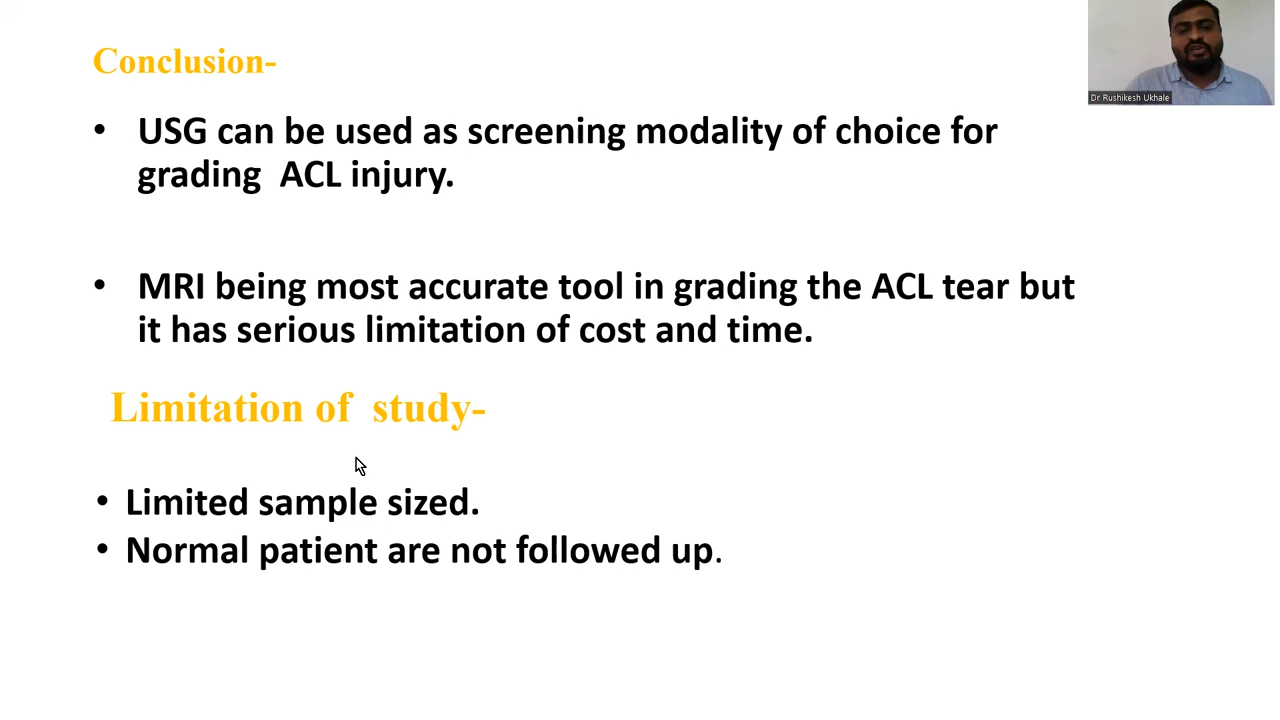 Conclusion-
Dr Rushikesh Ukhale
• USG can be used as screening modality of choice for
grading  ACL injury.
• MRI being most accurate tool in grading the ACL tear but
it has serious limitation of cost and time.
Limitation of  study-
• Limited sample sized.
• Normal patient are not followed up.